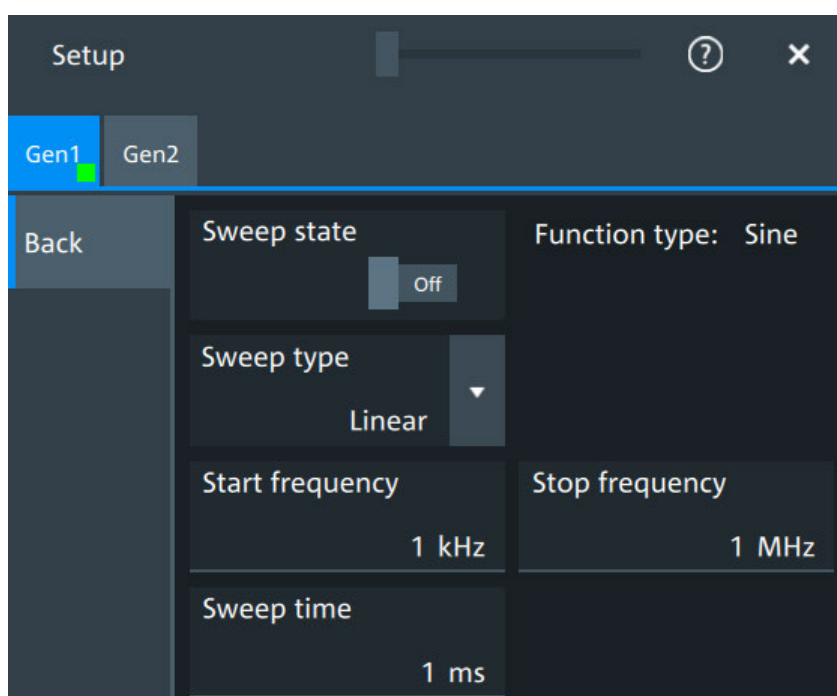 Setup
?
×
Gen1 Gen2
Back
Sweep state
Off
Function type: Sine
Sweep type
Linear
Start frequency
1 kHz
Stop frequency
1 MHz
Sweep time
1 ms